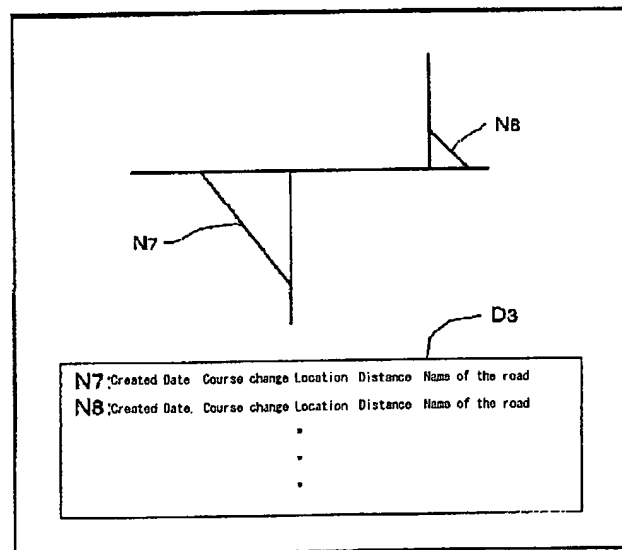 N8
N7
D3
N7:Created Date Course change Location Distance Name of the road
N8:Created Date. Course change Location Distance Name of the road